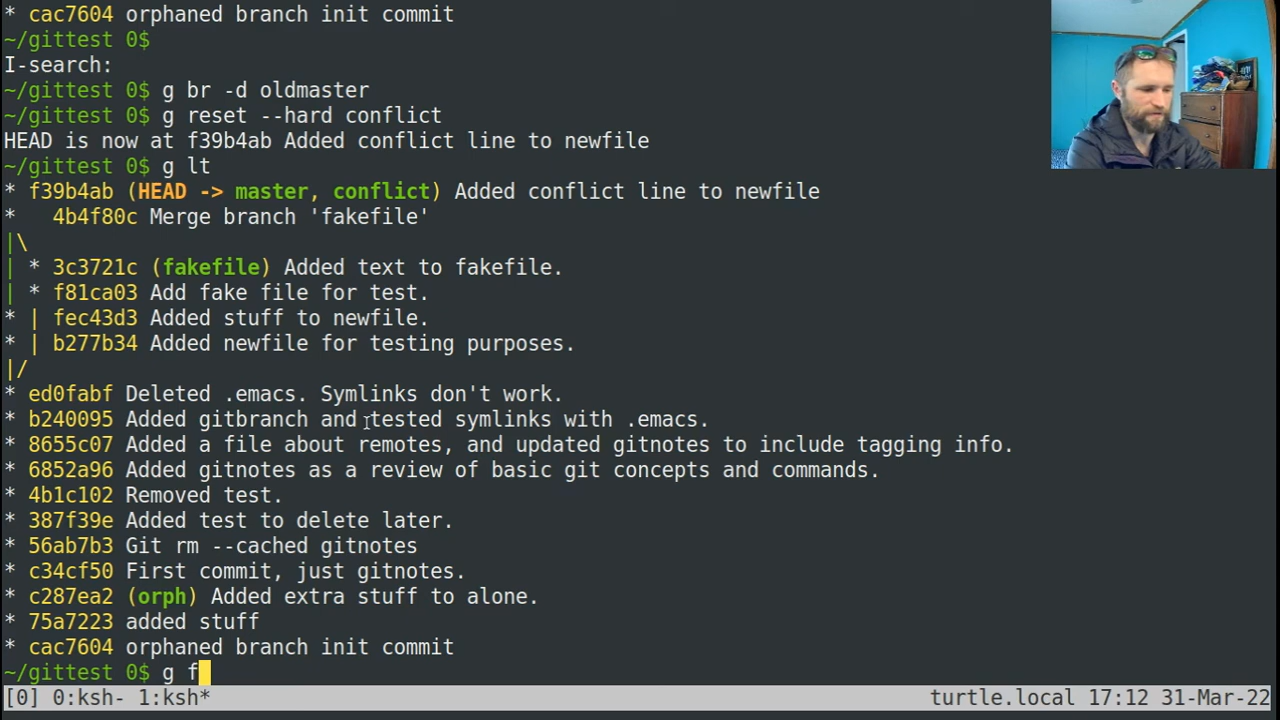 * cac7604 orphaned branch init commit
~/gittest 0$
I-search:
~/gittest 0$ g br -d oldmaster
~/gittest 0$ g reset --hard conflict
HEAD is now at f39b4ab Added conflict line to newfile
~/gittest 0$ g lt
* f39b4ab (HEAD -> master, conflict) Added conflict line to newfile
*   4b4f80c Merge branch 'fakefile'
|\
| * 3c3721c (fakefile) Added text to fakefile.
| * f81ca03 Add fake file for test.
* | fec43d3 Added stuff to newfile.
* | b277b34 Added newfile for testing purposes.
|/
* ed0fabf Deleted .emacs. Symlinks don't work.
* b240095 Added gitbranch and tested symlinks with .emacs.
* 8655c07 Added a file about remotes, and updated gitnotes to include tagging info.
* 6852a96 Added gitnotes as a review of basic git concepts and commands.
* 4b1c102 Removed test.
* 387f39e Added test to delete later.
* 56ab7b3 Git rm --cached gitnotes
* c34cf50 First commit, just gitnotes.
* c287ea2 (orph) Added extra stuff to alone.
* 75a7223 added stuff
* cac7604 orphaned branch init commit
~/gittest 0$ g f
[0] 0:ksh- 1:ksh* turtle.local 17:12 31-Mar-22